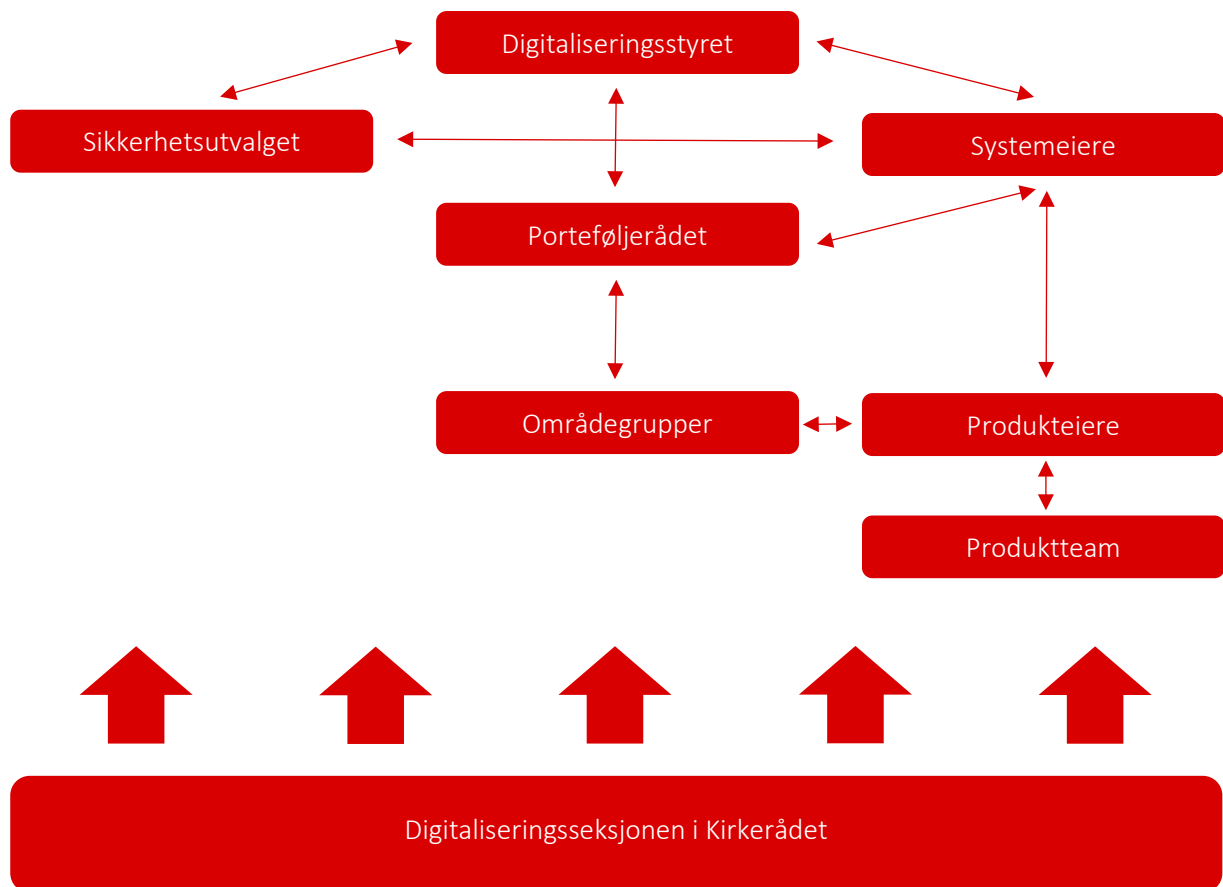 Digitaliseringsstyret
Sikkerhetsutvalget
Systemeiere
Porteføljerådet
Områdegrupper
Produkteiere
Produktteam
Digitaliseringsseksjonen i Kirkerådet